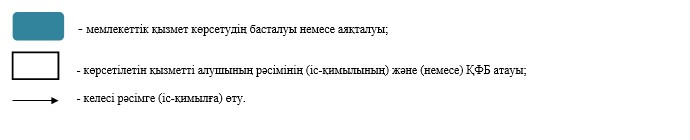 - мемлекеттік қызмет көрсетудің басталуы немесе аяқталуы;
- көрсетілетін қызметті алушының рәсімінің (іс-қимылының) және (немесе) ҚФБ атауы;
- келесі рәсімге (іс-қимылға) өту.